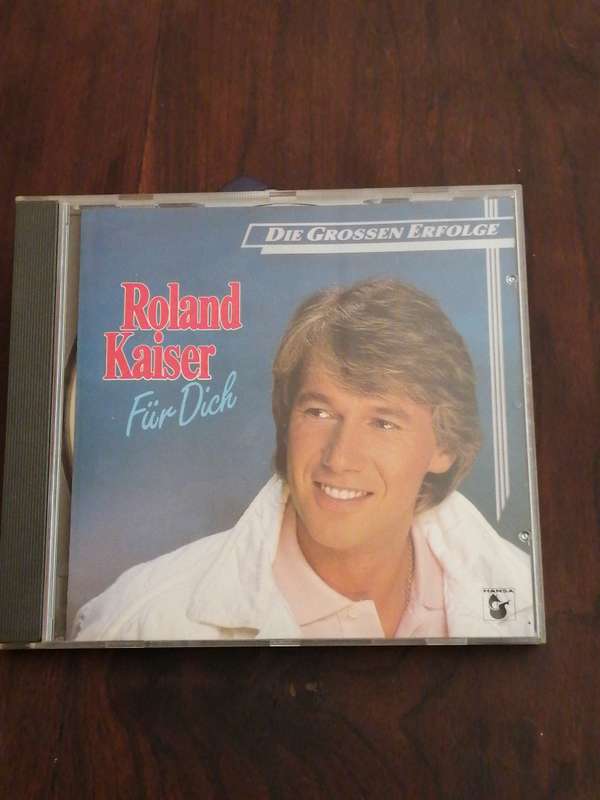 DIE GROSSEN ERFOLGE
Roland
Kaiser
Für Dich
HANSA